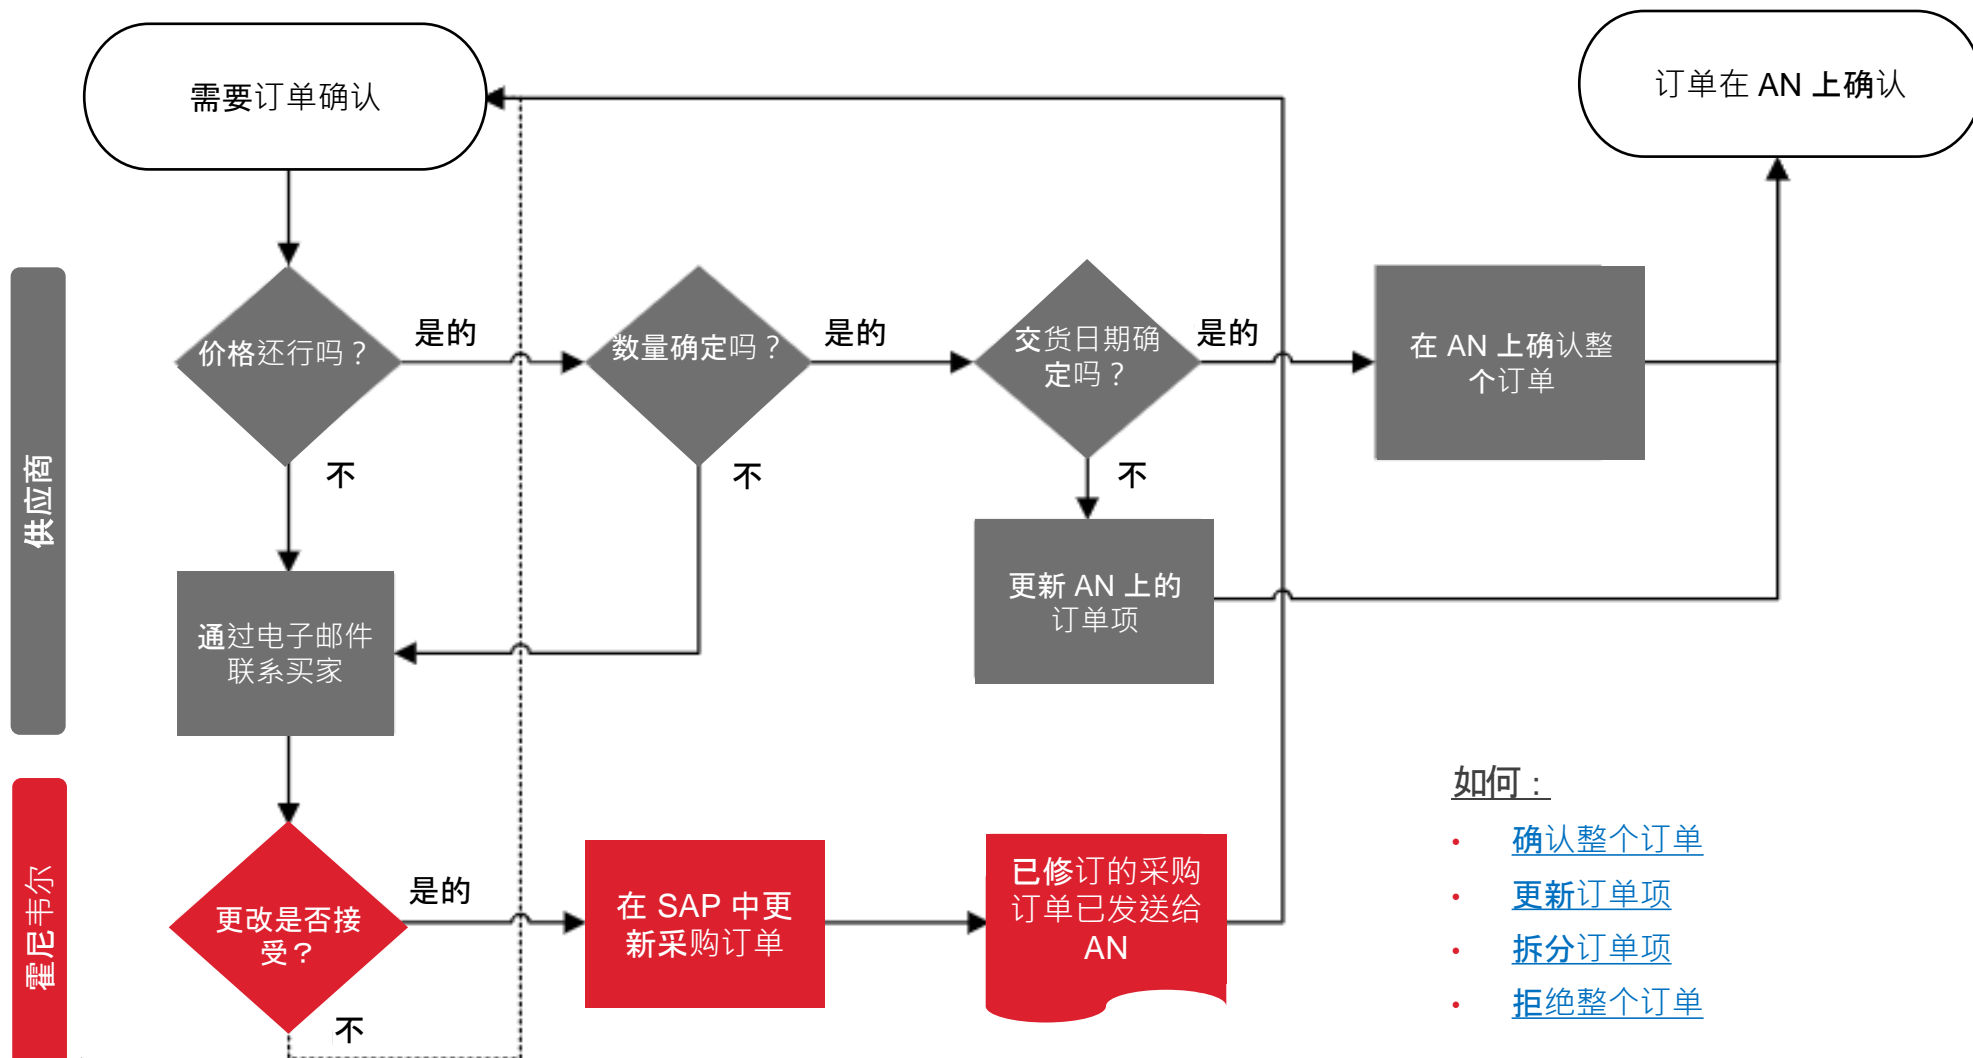 需要订单确认
订单在 AN 上确认
价格还行吗？
是的
数量确定吗？
是的
交货日期确
定吗？
是的
在 AN 上确认整
个订单
不
不
不
供应商
通过电子邮件
联系买家
更新 AN 上的
订单项
霍尼韦尔
更改是否接
受？
是的
在 SAP 中更
新采购订单
已修订的采购
订单已发送给
AN
不
如何：
• 确认整个订单
• 更新订单项
• 拆分订单项
• 拒绝整个订单